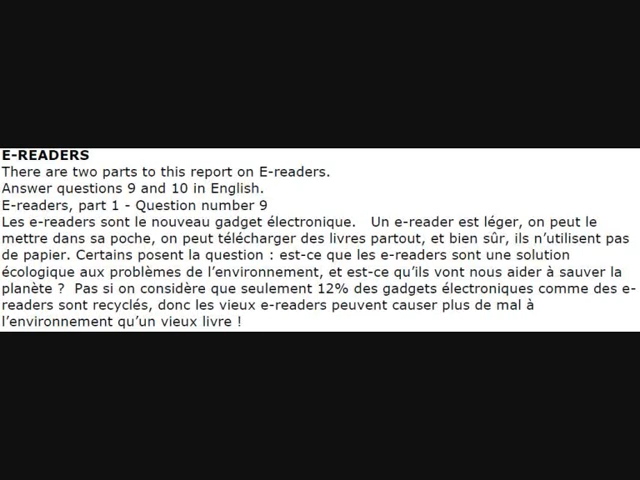 E-READERS
There are two parts to this report on E-readers.
Answer questions 9 and 10 in English.
E-readers, part 1 - Question number 9
Les e-readers sont le nouveau gadget électronique.   Un e-reader est léger, on peut le
mettre dans sa poche, on peut télécharger des livres partout, et bien sûr, ils n’utilisent pas
de papier. Certains posent la question : est-ce que les e-readers sont une solution
écologique aux problèmes de l’environnement, et est-ce qu’ils vont nous aider à sauver la
planète ?  Pas si on considère que seulement 12% des gadgets électroniques comme des e-
readers sont recyclés, donc les vieux e-readers peuvent causer plus de mal à
l’environnement qu’un vieux livre !